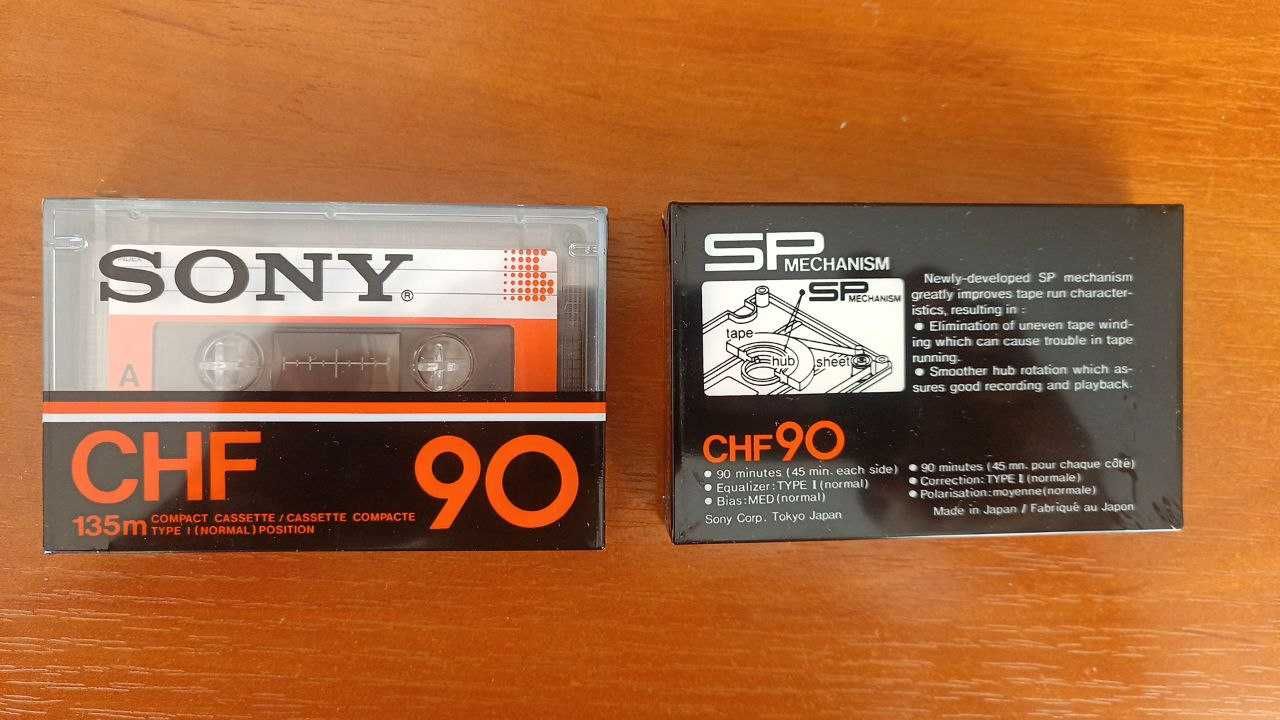 INDEX
SONY®
A
CHF 90
135m COMPACT CASSETTE / CASSETTE COMPACTE
TYPE I (NORMAL) POSITION
SP MECHANISM
SP MECHANISM
tape
hub
sheet
Newly-developed SP mechanism
greatly improves tape run character-
istics, resulting in :
● Elimination of uneven tape wind-
ing which can cause trouble in tape
running.
● Smoother hub rotation which as-
sures good recording and playback.
CHF 90
● 90 minutes (45 min. each side)
● Equalizer: TYPE I (normal)
● Bias: MED (normal)
Sony Corp. Tokyo Japan
● 90 minutes (45 mn. pour chaque côté)
● Correction: TYPE I (normale)
● Polarisation: moyenne (normale)
Made in Japan / Fabriqué au Japon